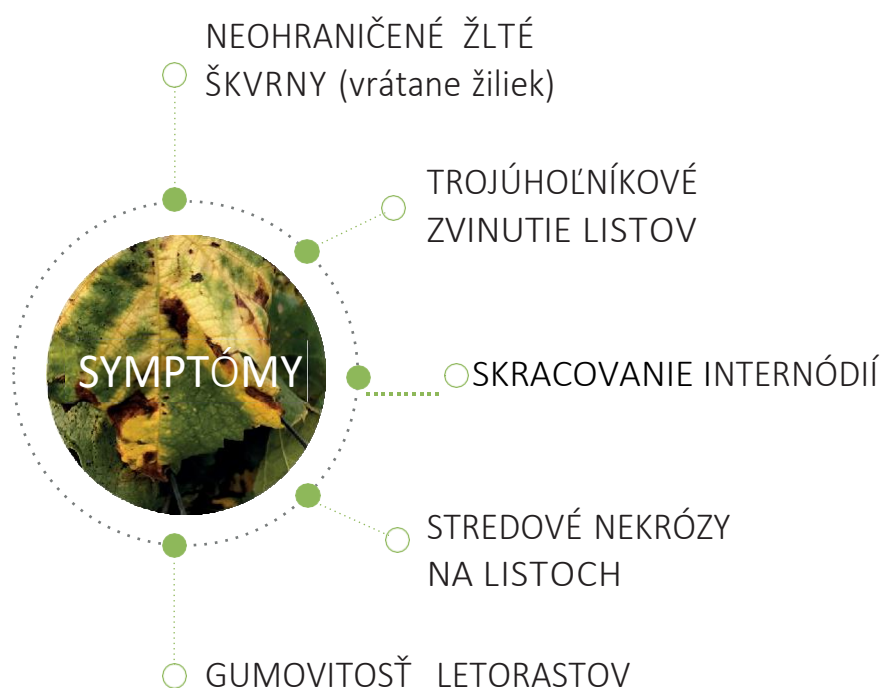 NEOHRANIČENÉ ŽLTÉ
ŠKVRNY (vrátane žiliek)
TROJÚHOĽNÍKOVÉ
ZVINUTIE LISTOV
SYMPTÓMY
SKRACOVANIE INTERNÓDIÍ
STREDOVÉ NEKRÓZY
NA LISTOCH
GUMOVITOSŤ LETORASTOV